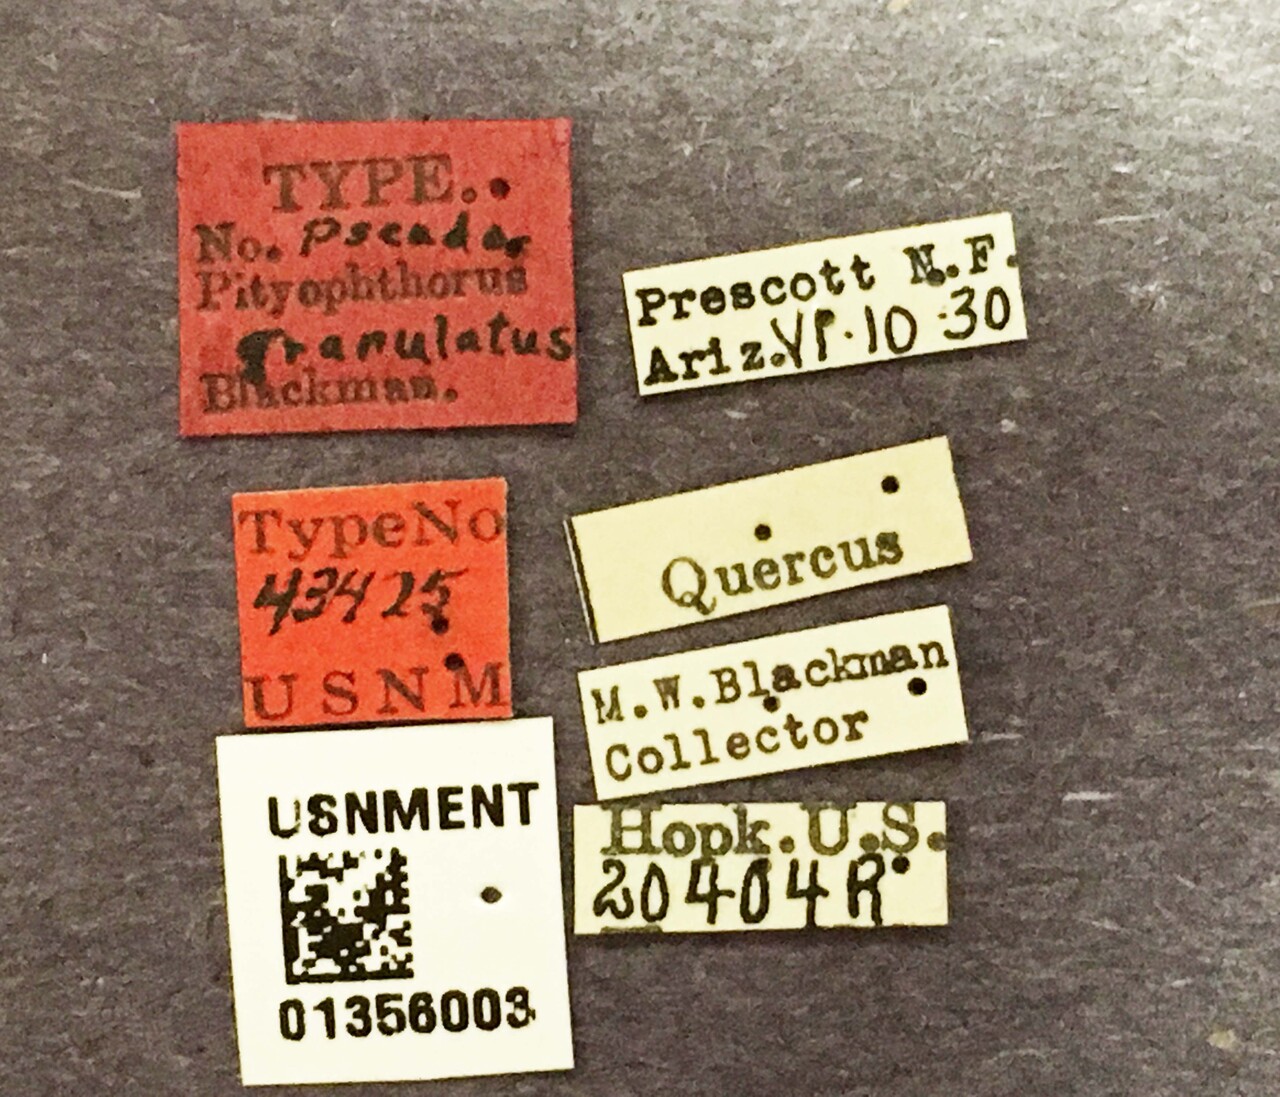 TYPE.
No. Pseudo,
Pityophthorus
granulatus
Blackman.
Prescott N.F.
Ariz. VI·10·30
TypeNo
43425
USNM
Quercus
M.W.Blackman
Collector
USNMENT
01356003
Hopk.U.S.
20404R